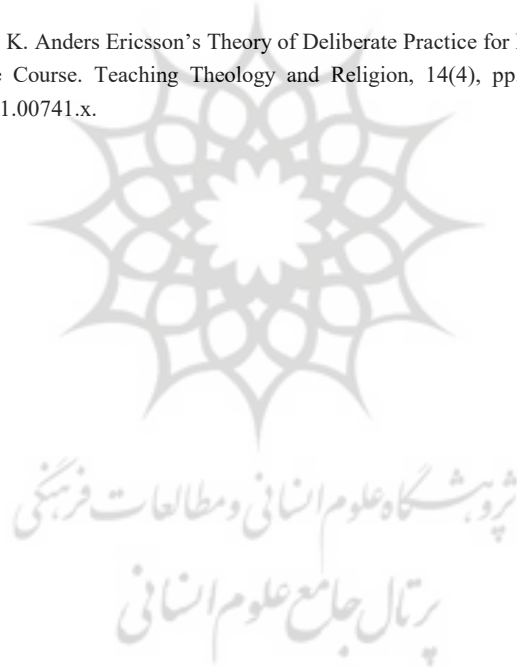 K. Anders Ericsson’s Theory of Deliberate Practice for
e Course. Teaching Theology and Religion, 14(4), pp.
1.00741.x.
پژوهشگاه علوم انسانی و مطالعات فرهنگی
پرتال جامع علوم انسانی